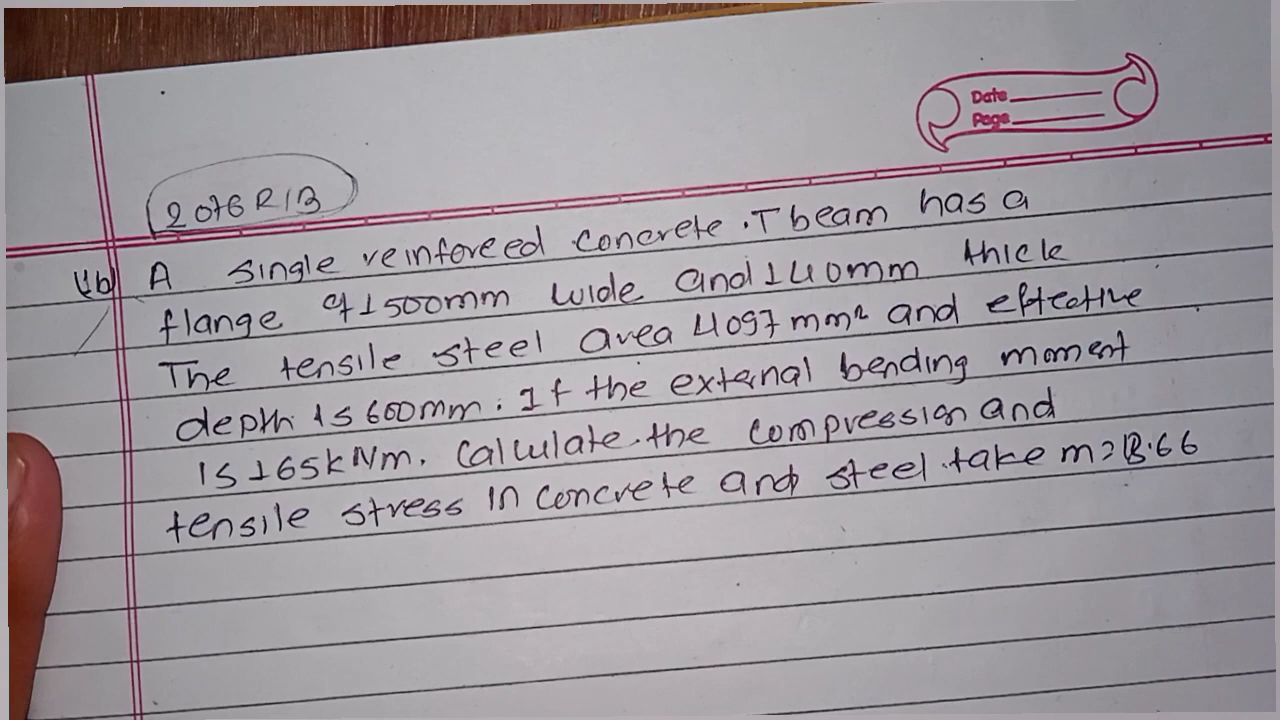 Date
Page
2076 R/B
4b) A single reinforced concrete T beam has a
flange of 1500mm wide and 140mm thick
The tensile steel area 4097 mm² and effective
depth is 600mm. If the external bending moment
is 165kNm. Calculate the compression and
tensile stress in concrete and steel take m=13.66